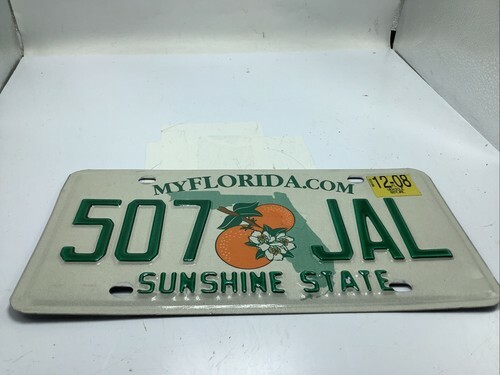 MYFLORIDA.COM
12-08
507 JAL
SUNSHINE STATE